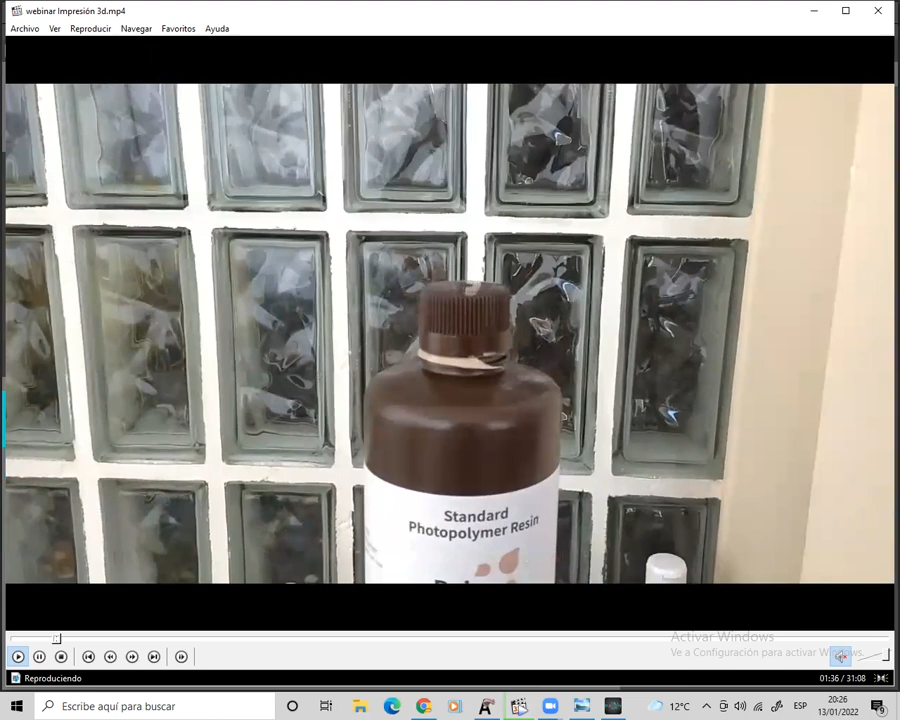 webinar Impresión 3d.mp4
Archivo Ver Reproducir Navegar Favoritos Ayuda
Standard
Photopolymer Resin
Activar Windows
Ve a Configuración para activar Windows.
Reproduciendo
01:36 / 31:08
Escribe aquí para buscar
12°C
ESP
20:26
13/01/2022
9